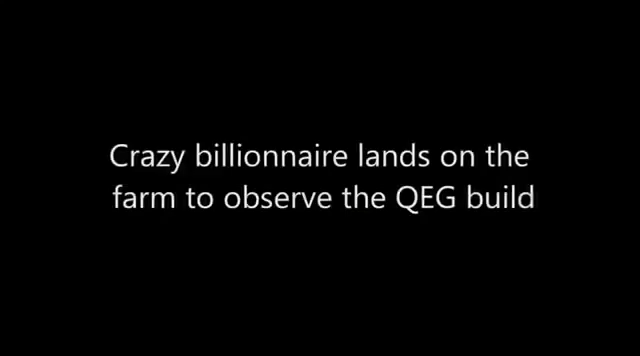 Crazy billionnaire lands on the
farm to observe the QEG build